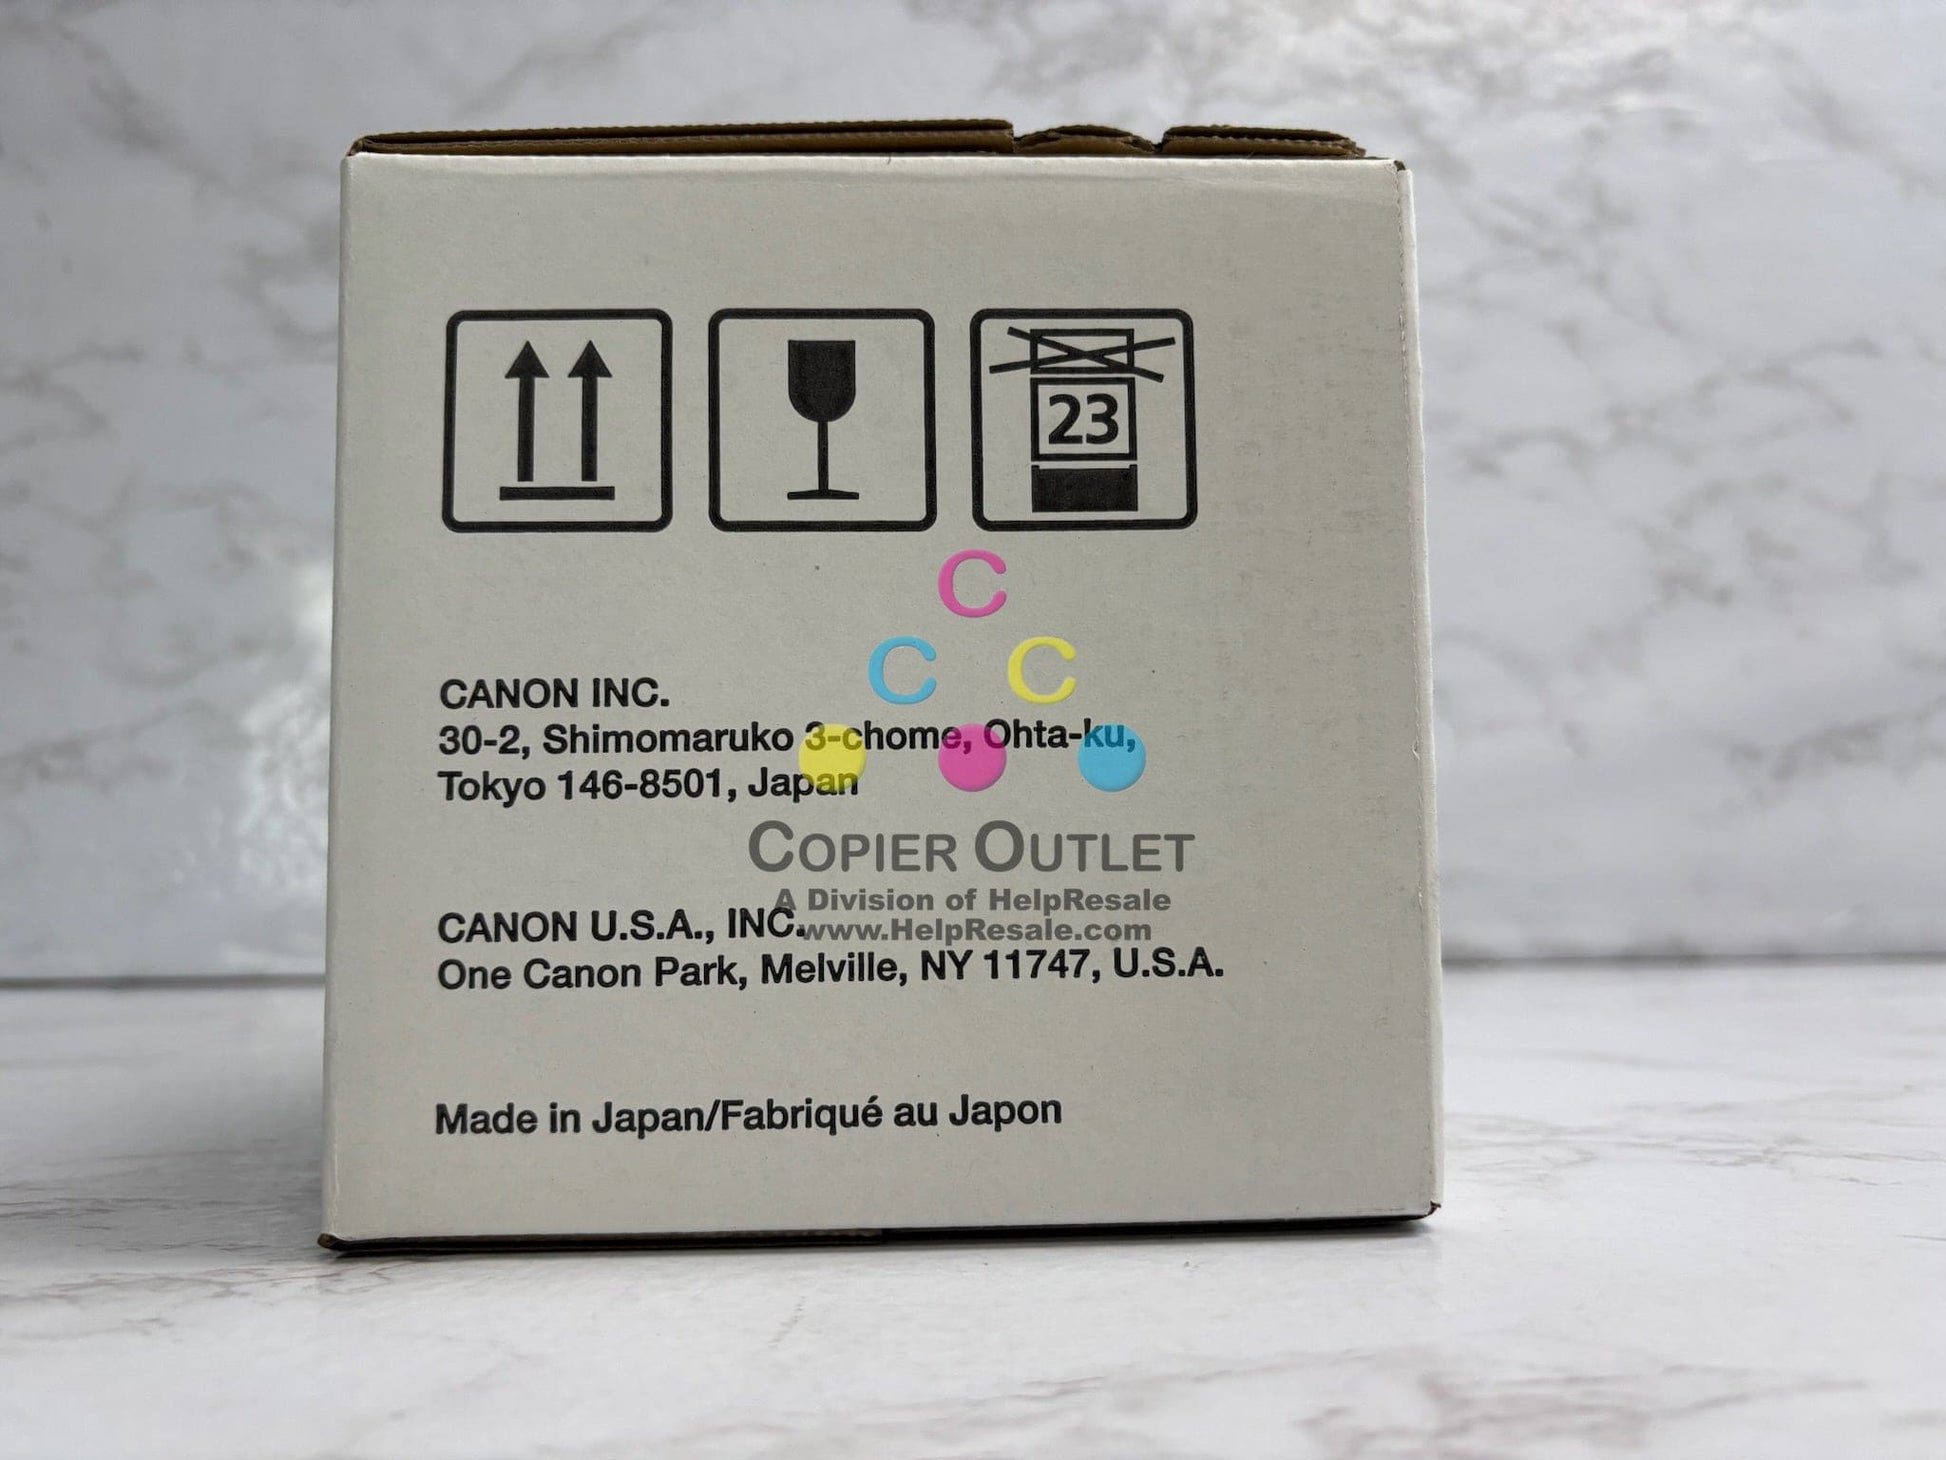 23
C
C C
CANON INC.
30-2, Shimomaruko 3-chome, Ohta-ku,
Tokyo 146-8501, Japan
COPIER OUTLET
A Division of HelpResale
CANON U.S.A., INC.
www.HelpResale.com
One Canon Park, Melville, NY 11747, U.S.A.
Made in Japan/Fabriqué au Japon